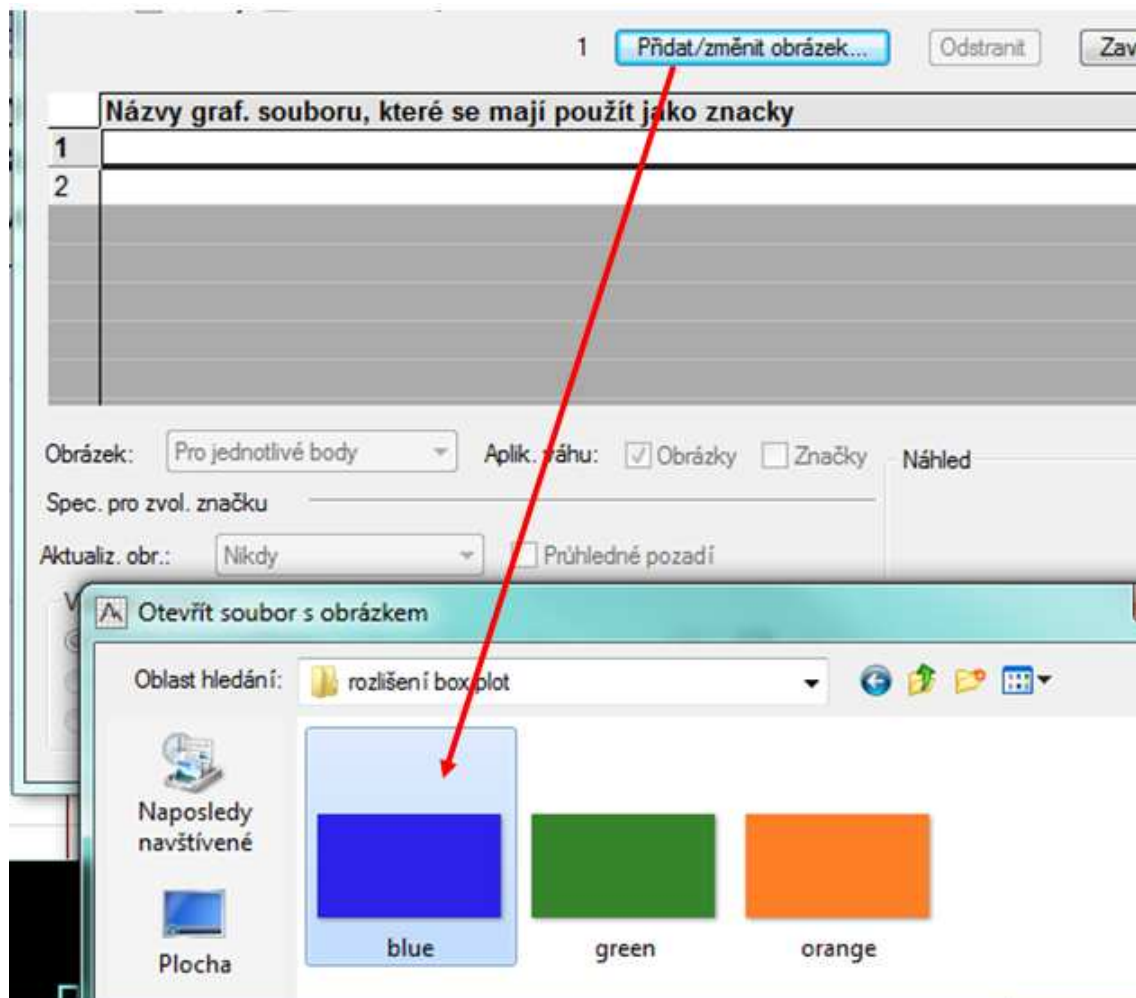 1 Přidat/změnit obrázek... Odstranit Zav
Názvy graf. souboru, které se mají použít jako znacky
1
2
Obrázek: Pro jednotlivé body Aplik. váhu: Obrázky Značky Náhled
Spec. pro zvol. značku
Aktualiz. obr.: Nikdy Průhledné pozadí
V
Otevřít soubor s obrázkem
Oblast hledání: rozlišení box plot
Naposledy
navštívené
Plocha
blue green orange